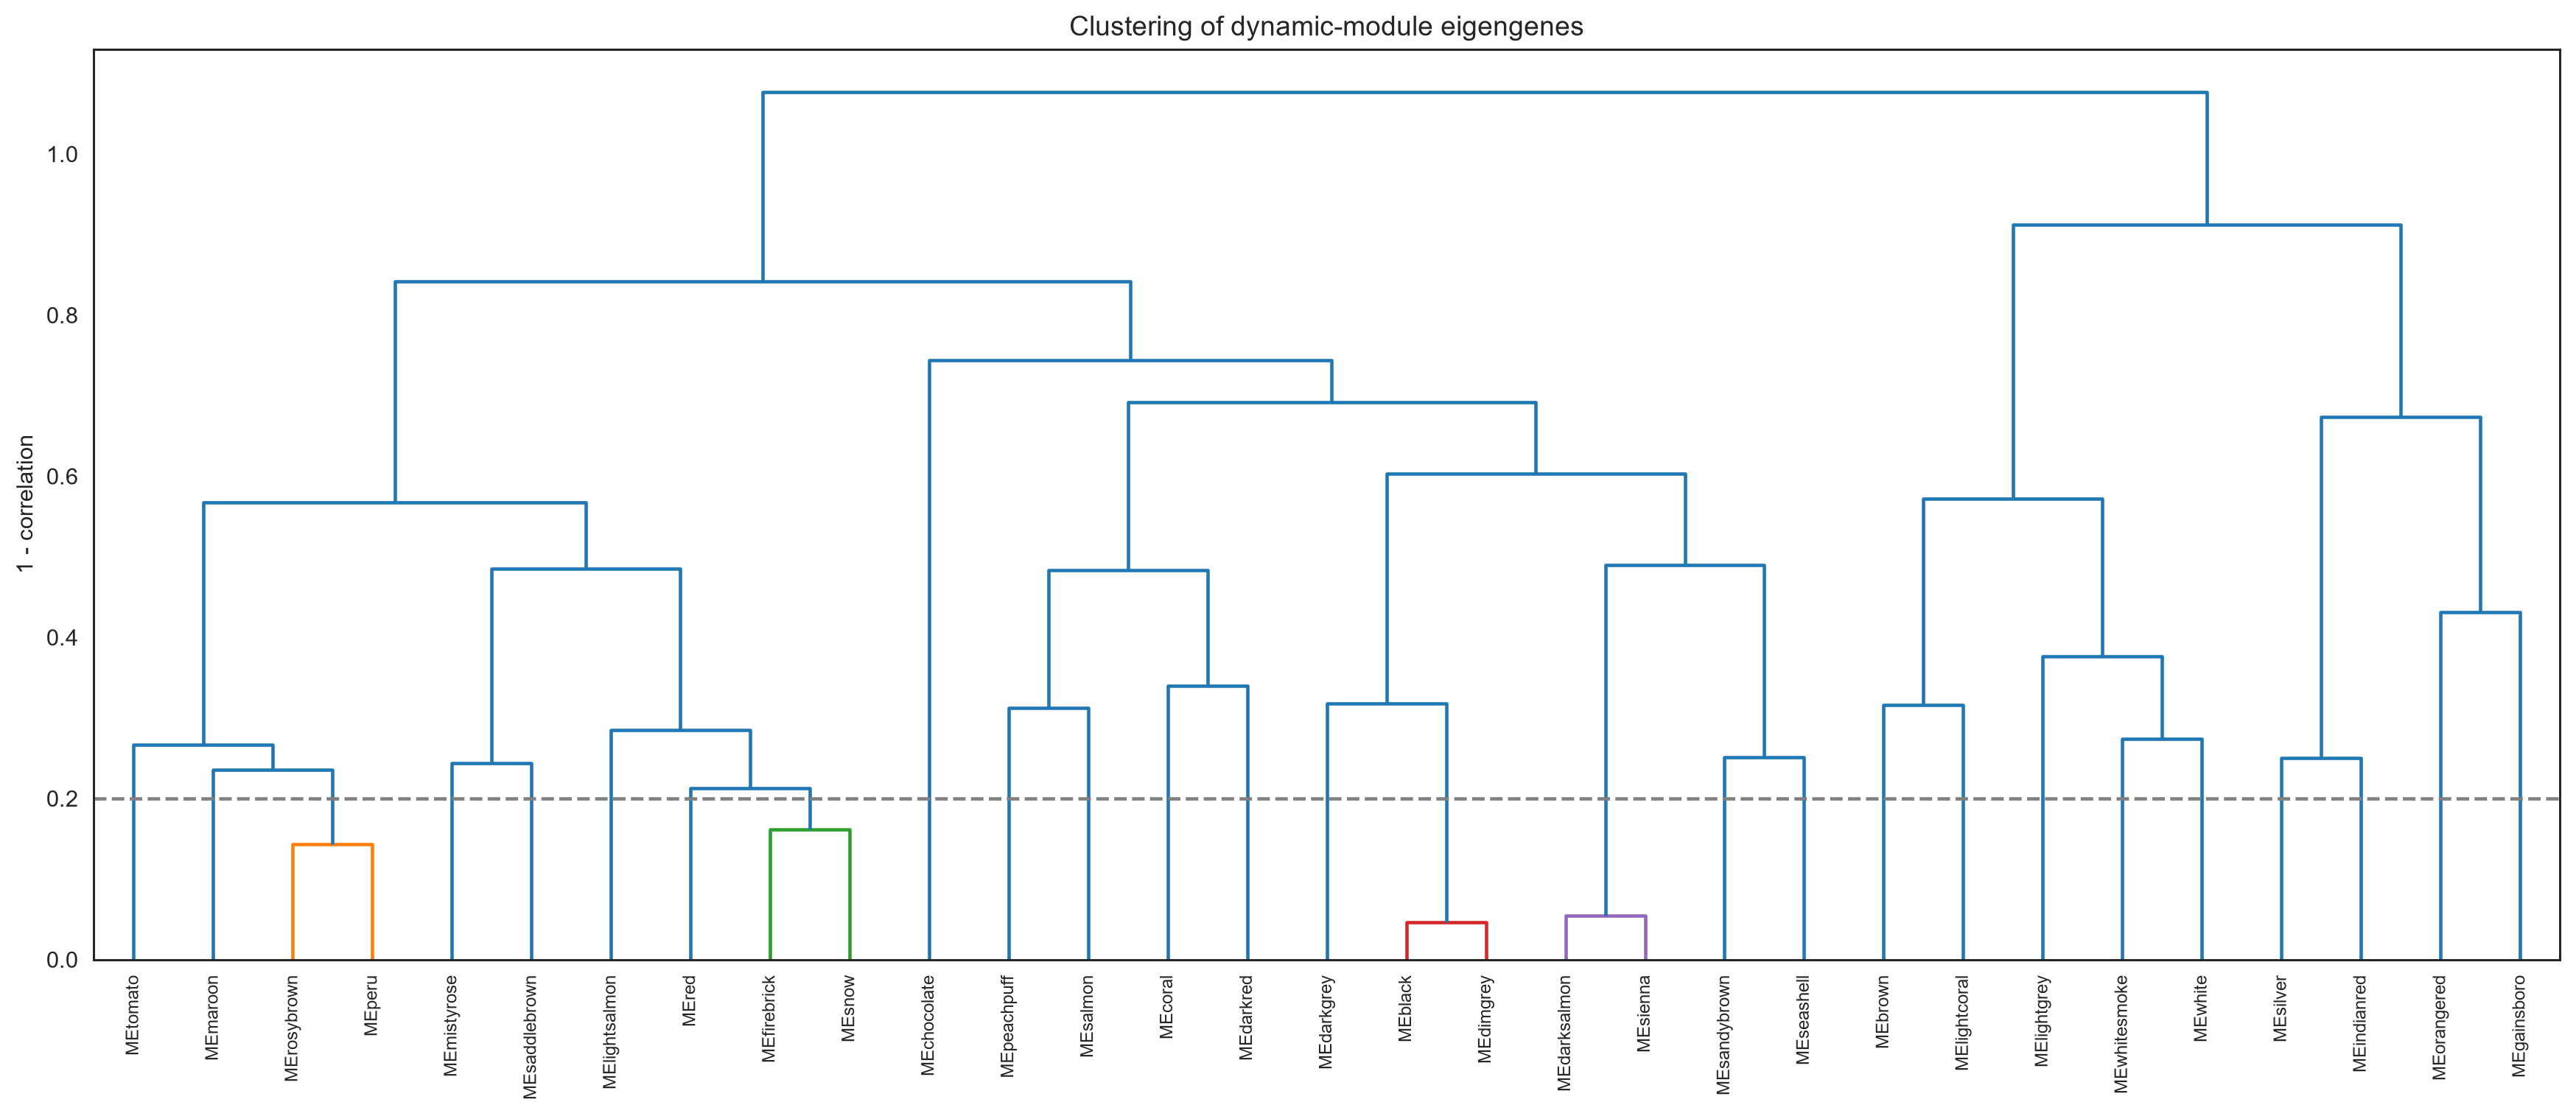 Clustering of dynamic-module eigengenes
1 - correlation
1.0
0.8
0.6
0.4
0.2
0.0
MEtomato
MEmaroon
MErosybrown
MEperu
MEmistyrose
MEsaddlebrown
MElightsalmon
MEred
MEfirebrick
MEsnow
MEchocolate
MEpeachpuff
MEsalmon
MEcoral
MEdarkred
MEdarkgrey
MEblack
MEdimgrey
MEdarksalmon
MEsienna
MEsandybrown
MEseashell
MEbrown
MElightcoral
MElightgrey
MEwhitesmoke
MEwhite
MEsilver
MEindianred
MEorangered
MEgainsboro